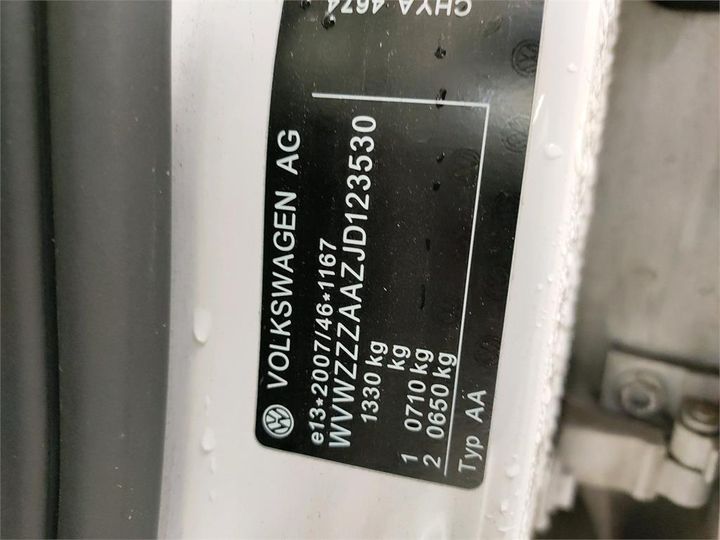 VOLKSWAGEN AG
e13*2007/46*1167
WVWZZZAAZJD123530
1330 kg
kg
1 0710 kg
2 0650 kg
Typ AA
CHYA 4674